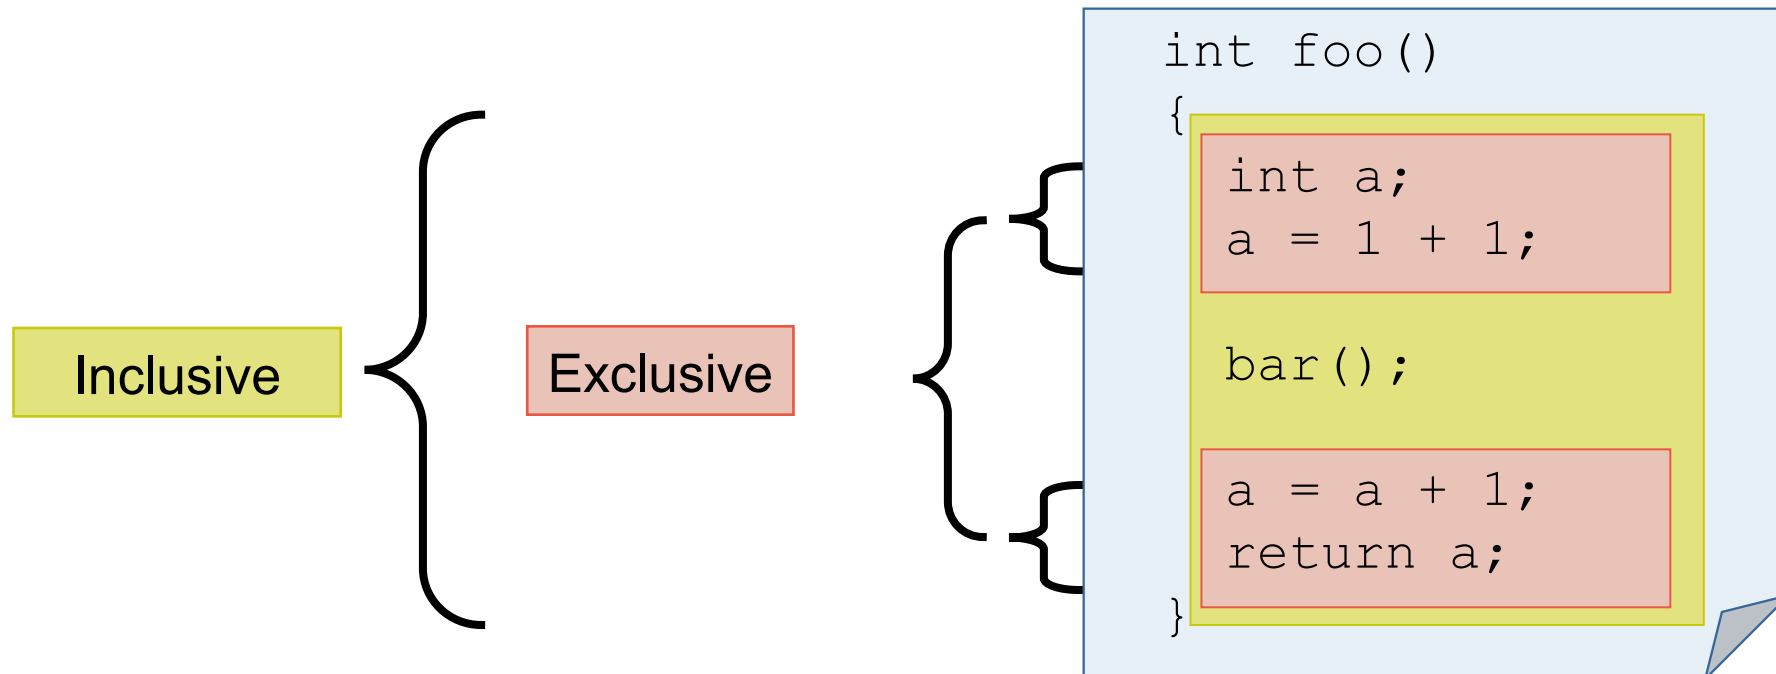 Inclusive
Exclusive
int foo()
{
int a;
a = 1 + 1;
bar();
a = a + 1;
return a;
}